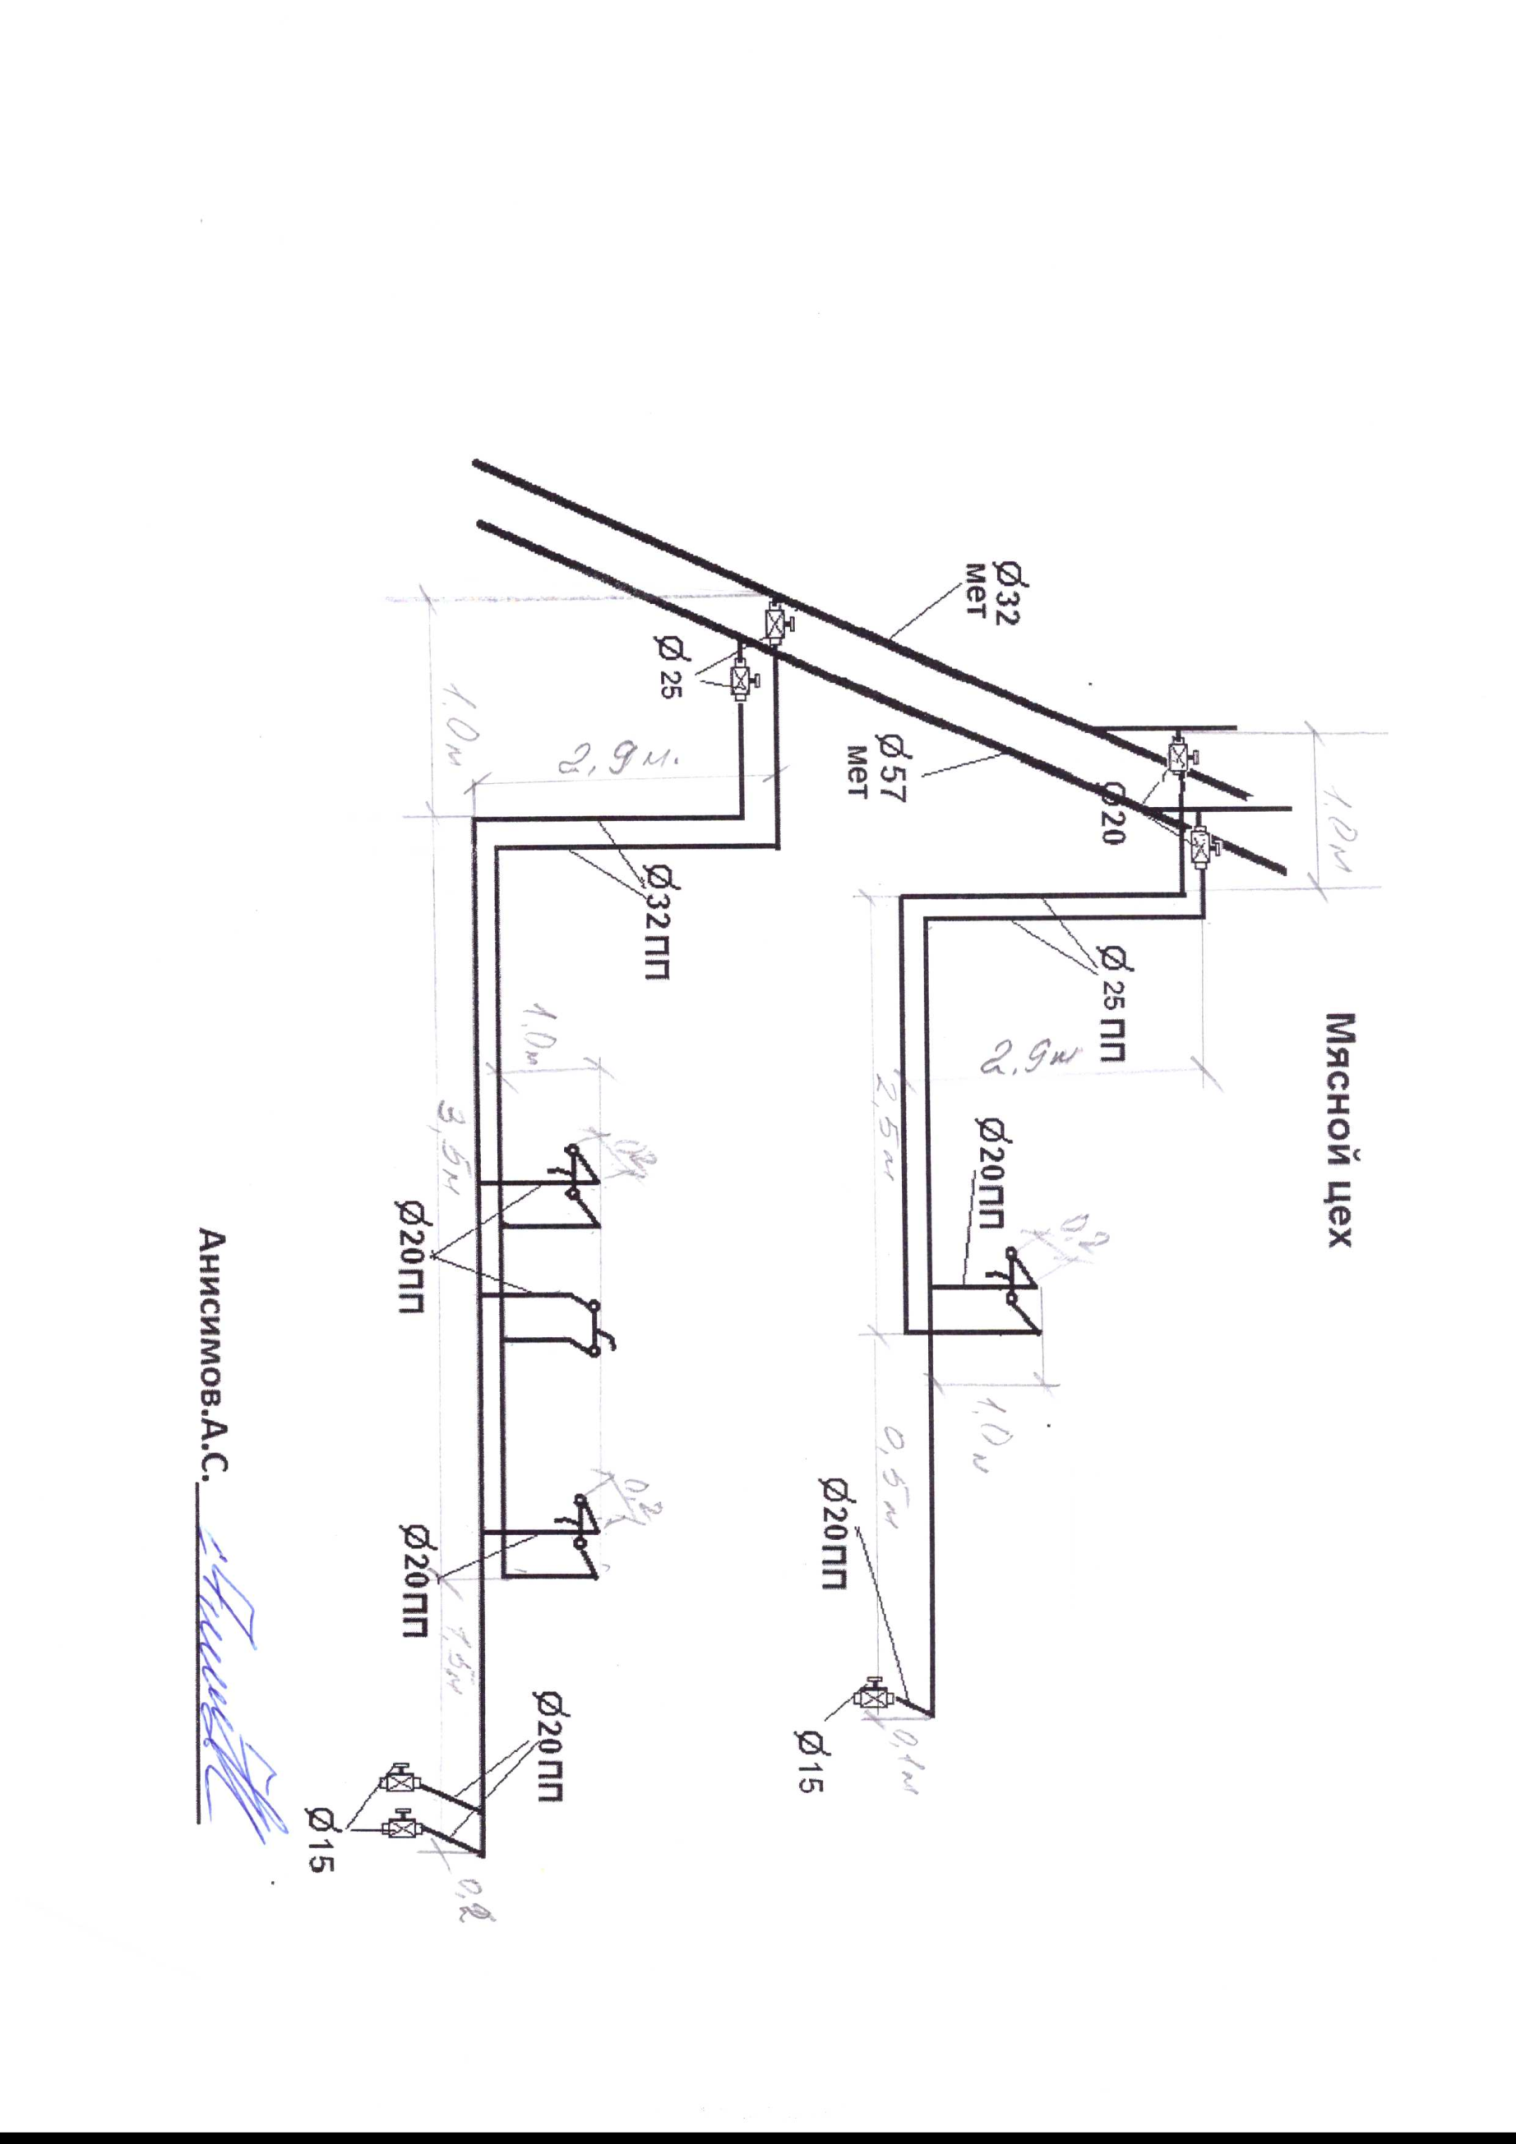 Мясной цех
1,0м
Ø32
мет
Ø57
мет
Ø20
Ø 25 ПП
2,9м
2,5м
Ø20ПП
0,2
1,0м
0,5м
Ø20ПП
0,1м
Ø15
Ø 25
1,0м
2,9м.
Ø32ПП
1,0м
3,5м
Ø20ПП
0,2
Ø20ПП
Ø20ПП
0,2
Ø15
Анисимов.А.С.